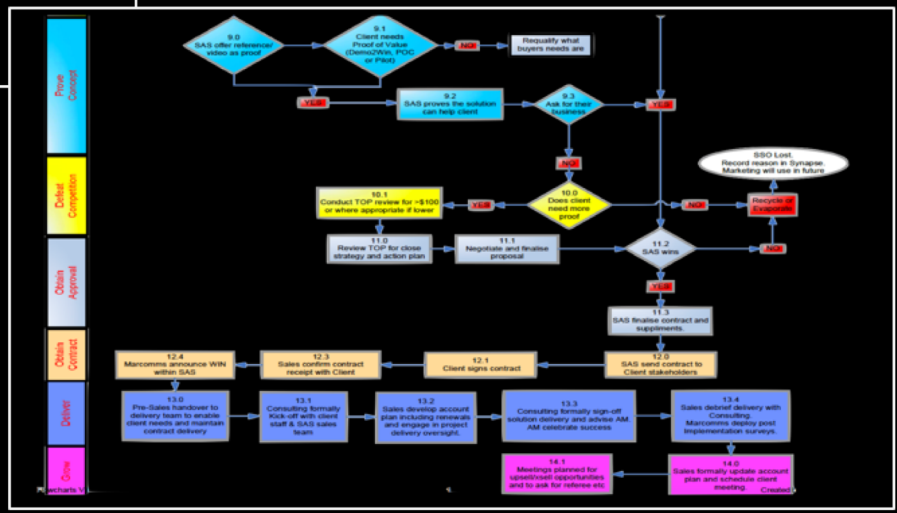 Prove
Concept
9.0
SAS offer reference/
video as proof
9.1
Client needs
Proof of Value
(Demo2Win, POC
or Pilot)
NO
Requalify what
buyers needs are
YES
9.2
SAS proves the solution
can help client
9.3
Ask for their
business
YES
NO
Defeat
Competition
SSO Lost.
Record reason in Synapse.
Marketing will use in future
10.1
Conduct TOP review for =$100
or where appropriate if lower
YES
10.0
Does client
need more
proof
NO
Recycle or
Evaporate
Obtain
Approval
11.0
Review TOP for close
strategy and action plan
11.1
Negotiate and finalise
proposal
11.2
SAS wins
NO
YES
11.3
SAS finalise contract and
suppliments.
Obtain
Contract
12.4
Marcomms announce WIN
within SAS
12.3
Sales confirm contract
receipt with Client
12.1
Client signs contract
12.0
SAS send contract to
Client stakeholders
Deliver
13.0
Pre-Sales handover to
delivery team to enable
client needs and maintain
contract delivery
13.1
Consulting formally
Kick-off with client
staff & SAS sales
team
13.2
Sales develop account
plan including renewals
and engage in project
delivery oversight.
13.3
Consulting formally sign-off
solution delivery and advise AM.
AM celebrate success
13.4
Sales debrief delivery with
Consulting.
Marcomms deploy post
implementation surveys.
Grow
14.1
Meetings planned for
upsell/xsell opportunities
and to ask for referee etc
14.0
Sales formally update account
plan and schedule client
meeting.
wcharts V
Created